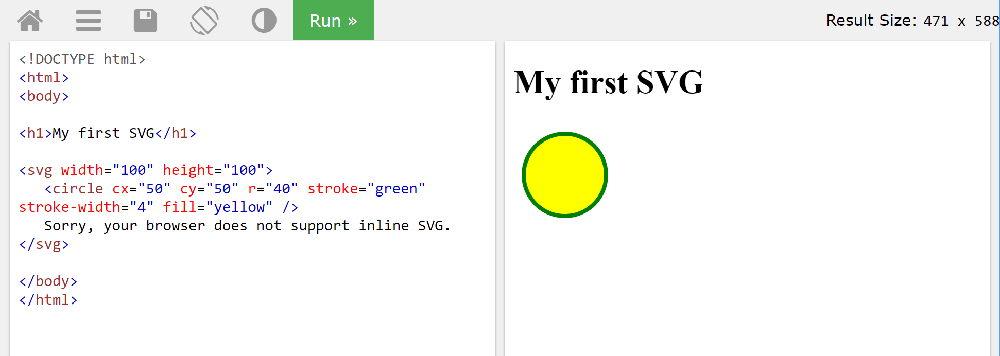 Run »
Result Size: 471 x 588
<!DOCTYPE html>
<html>
<body>
<h1>My first SVG</h1>
<svg width="100" height="100">
<circle cx="50" cy="50" r="40" stroke="green"
stroke-width="4" fill="yellow" />
Sorry, your browser does not support inline SVG.
</svg>
</body>
</html>
My first SVG